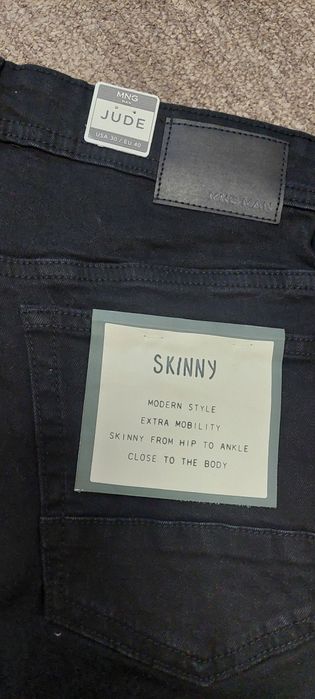 MNG
MAN
JUDE
USA 30 / EU 40
MNG MAN
SKINNY
MODERN STYLE
EXTRA MOBILITY
SKINNY FROM HIP TO ANKLE
CLOSE TO THE BODY